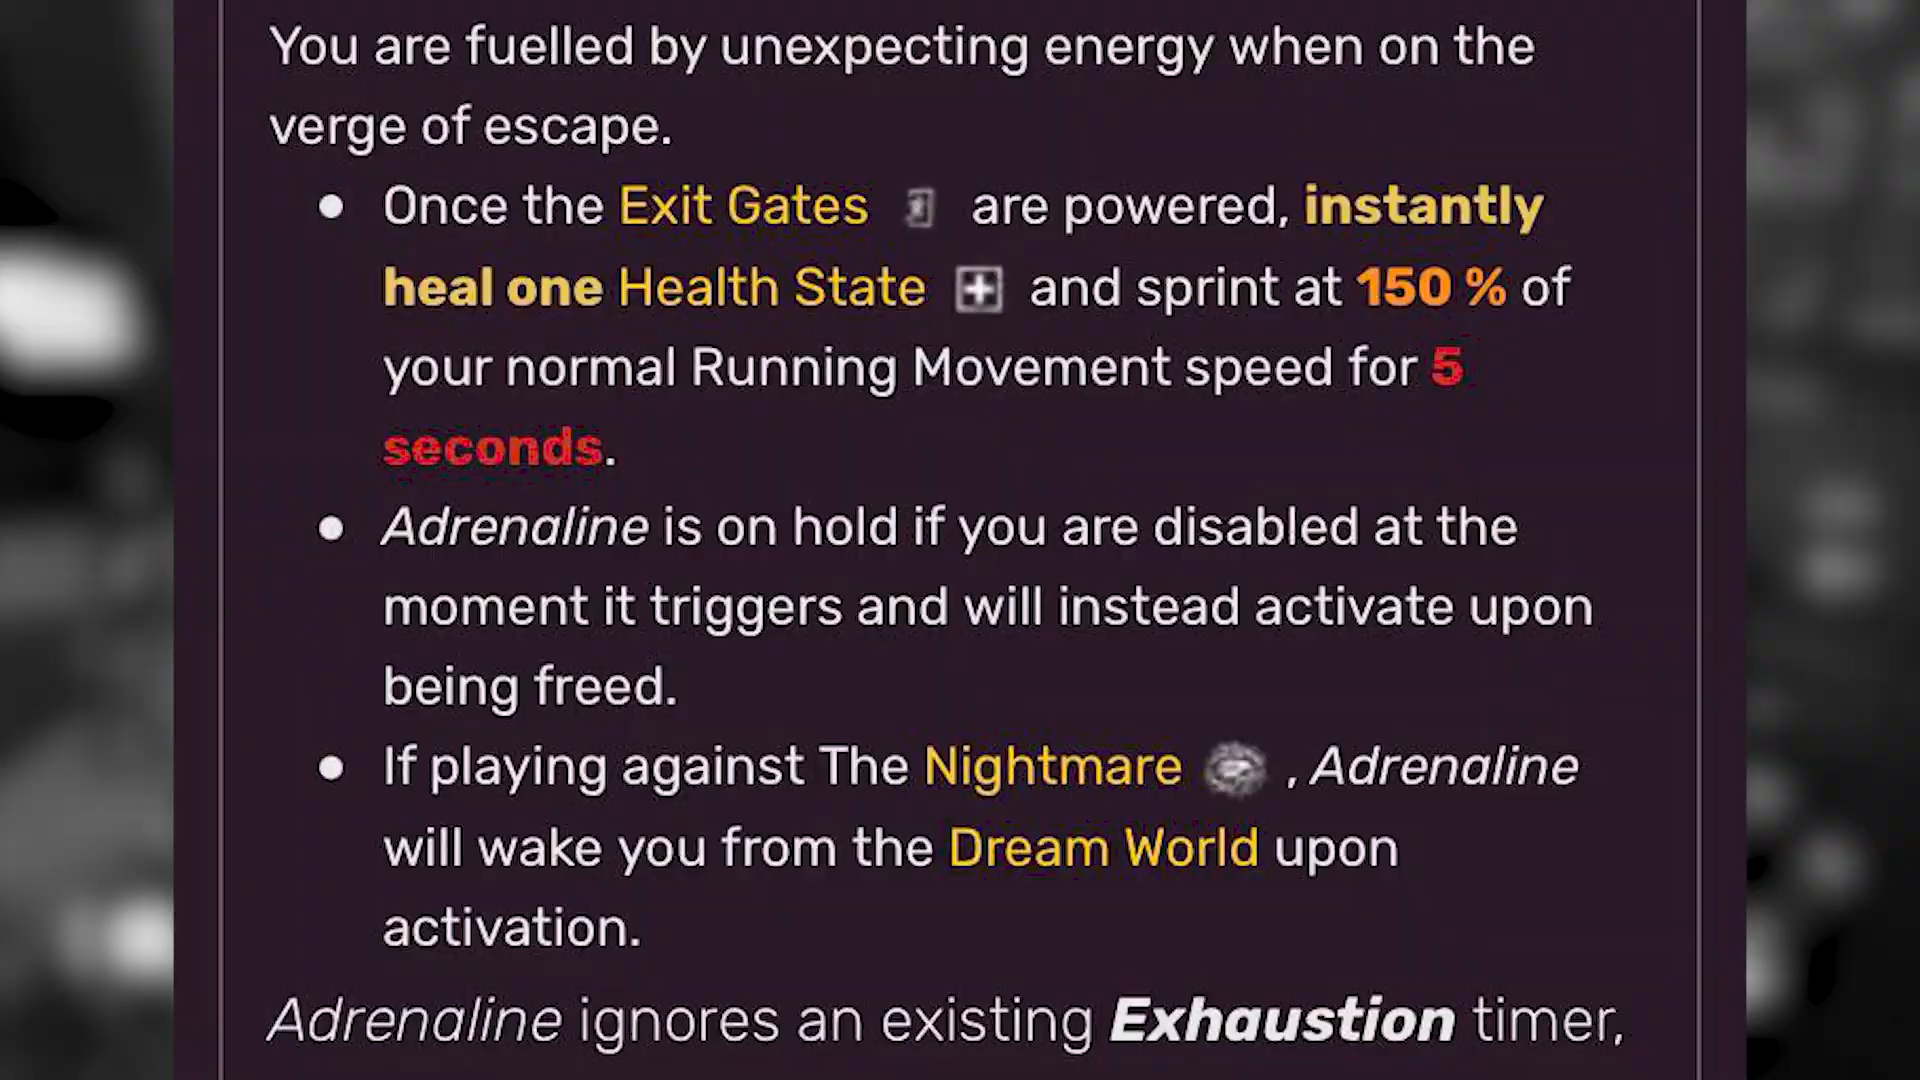 You are fuelled by unexpecting energy when on the
verge of escape.
● Once the Exit Gates are powered, instantly
heal one Health State and sprint at 150 % of
your normal Running Movement speed for 5
seconds.
● Adrenaline is on hold if you are disabled at the
moment it triggers and will instead activate upon
being freed.
● If playing against The Nightmare , Adrenaline
will wake you from the Dream World upon
activation.
Adrenaline ignores an existing Exhaustion timer,